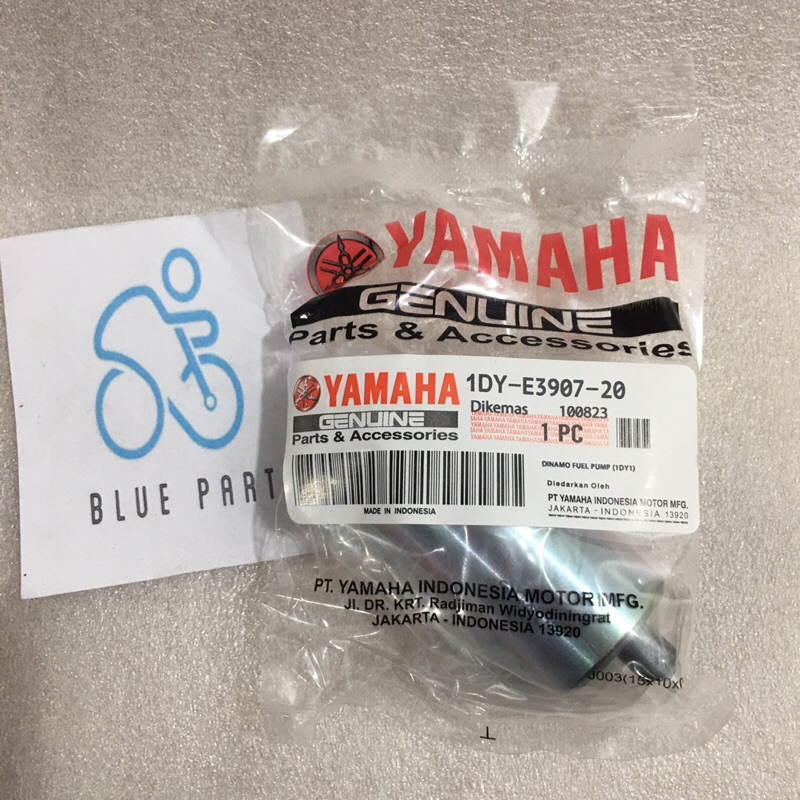 YAMAHA
GENUINE
Parts & Accessories
YAMAHA
GENUINE
Parts & Accessories
1DY-E3907-20
Dikemas 100823
1 PC
DINAMO FUEL PUMP (1DY1)
Diedarkan Oleh
PT YAMAHA INDONESIA MOTOR MFG.
JAKARTA - INDONESIA 13920
MADE IN INDONESIA
BLUE PART
PT. YAMAHA INDONESIA MOTOR MFG.
Jl. DR. KRT. Radjiman Widyodiningrat
JAKARTA - INDONESIA 13920